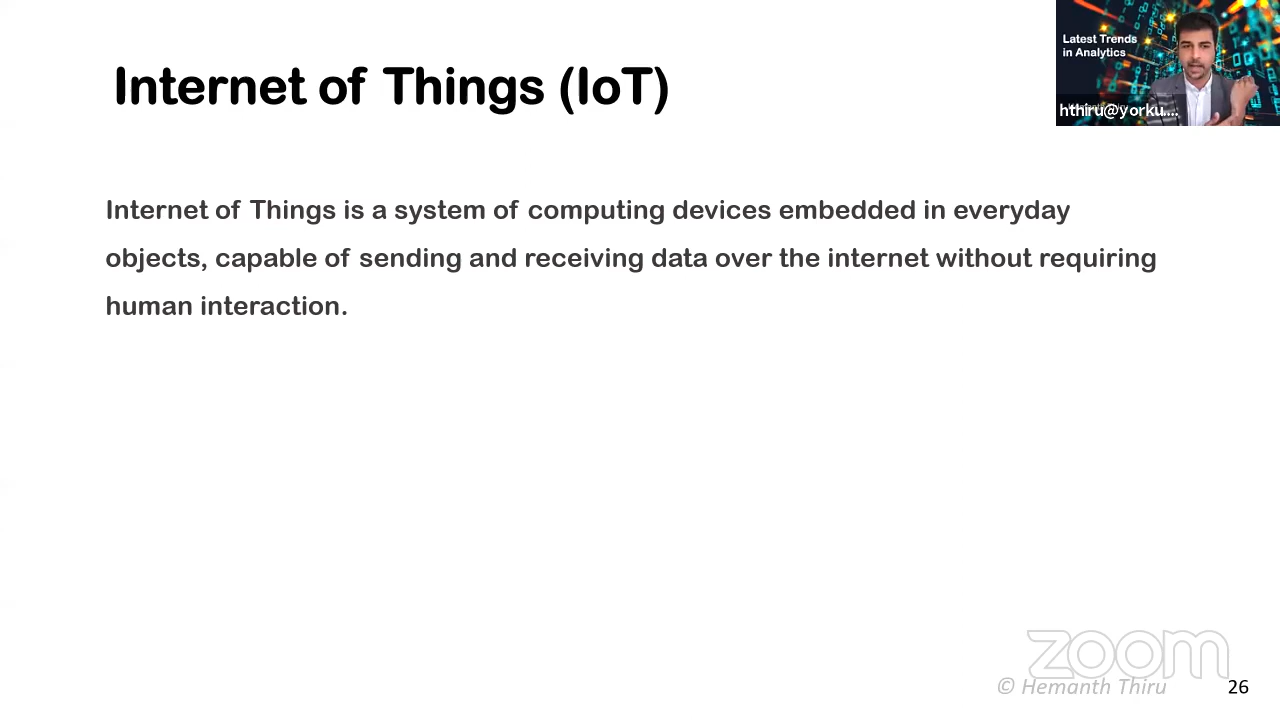 Internet of Things (IoT)
Latest Trends
in Analytics
hthiru@yorku....
Internet of Things is a system of computing devices embedded in everyday
objects, capable of sending and receiving data over the internet without requiring
human interaction.
zoom
© Hemanth Thiru
26